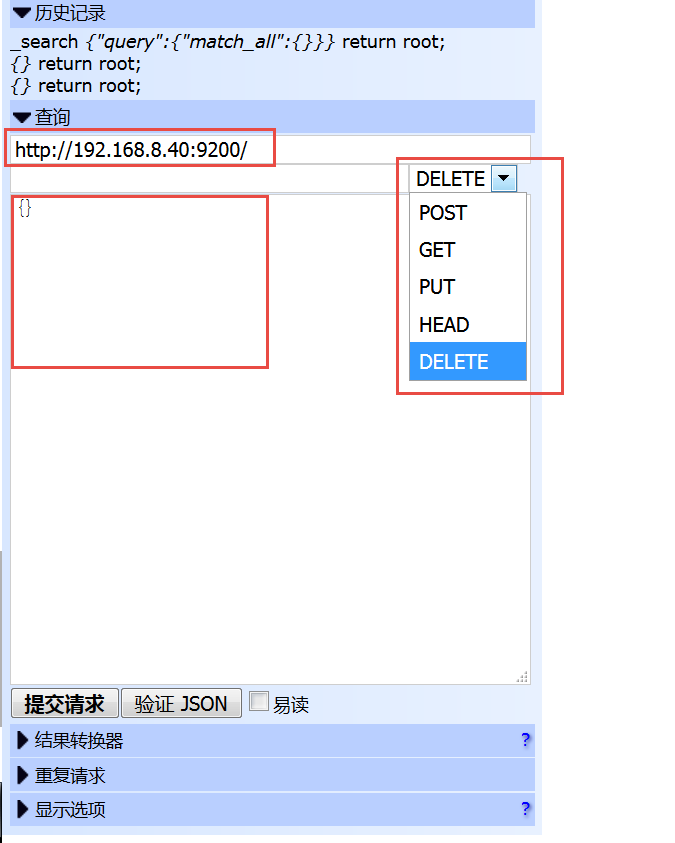 历史记录
_search {"query":{"match_all":{}}} return root;
{} return root;
{} return root;
查询
http://192.168.8.40:9200/
DELETE
{}
POST
GET
PUT
HEAD
DELETE
提交请求 验证 JSON 易读
结果转换器 ?
重复请求
显示选项 ?